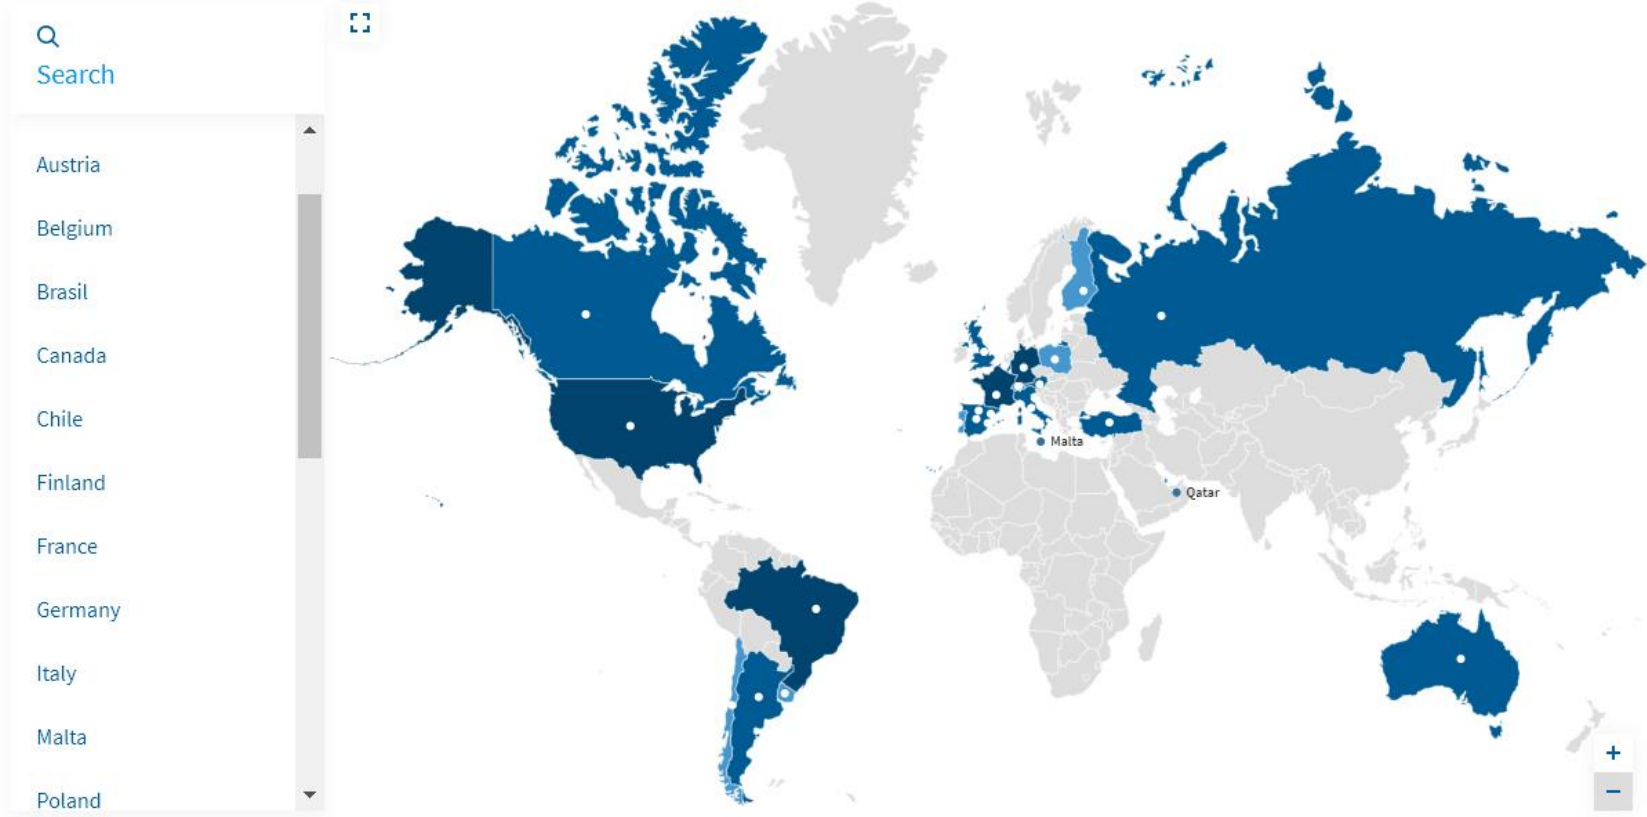 Search
Austria
Belgium
Brasil
Canada
Chile
Finland
France
Germany
Italy
Malta
Poland
Malta
Qatar
+
−